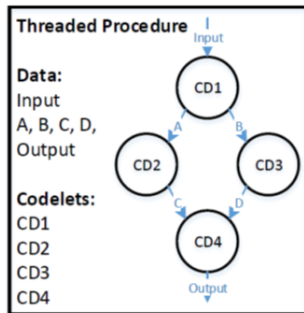 Threaded Procedure
Input
Data:
Input
A, B, C, D,
Output
CD1
A
B
CD2
CD3
Codelets:
CD1
CD2
CD3
CD4
C
D
CD4
Output